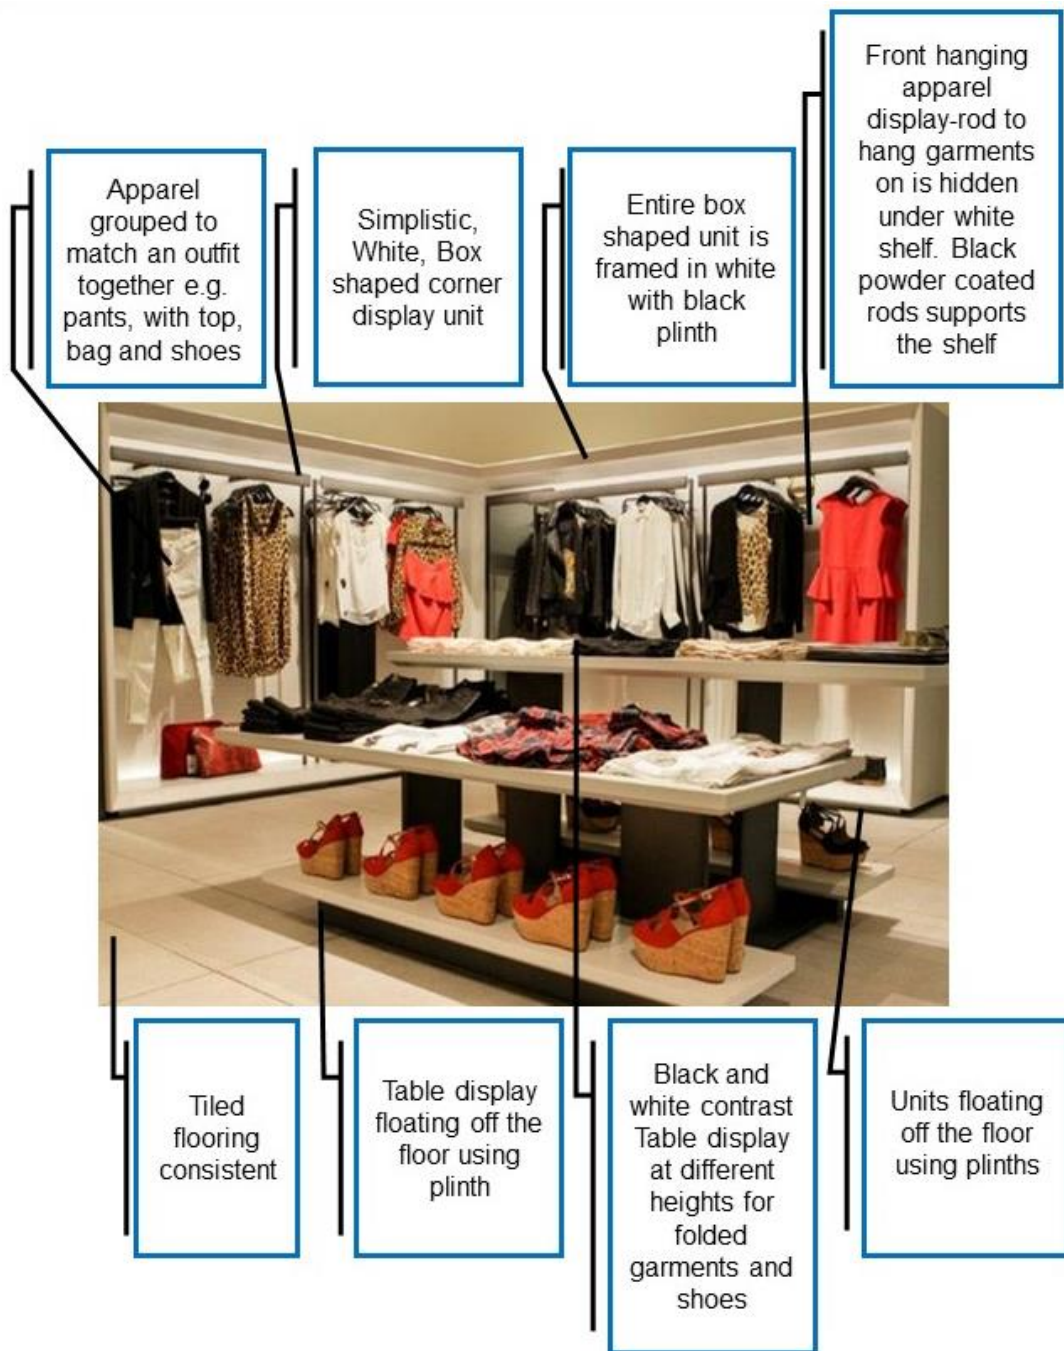 Apparel
grouped to
match an outfit
together e.g.
pants, with top,
bag and shoes
Simplistic,
White, Box
shaped corner
display unit
Entire box
shaped unit is
framed in white
with black
plinth
Front hanging
apparel
display-rod to
hang garments
on is hidden
under white
shelf. Black
powder coated
rods supports
the shelf
Tiled
flooring
consistent
Table display
floating off the
floor using
plinth
Black and
white contrast
Table display
at different
heights for
folded
garments and
shoes
Units floating
off the floor
using plinths